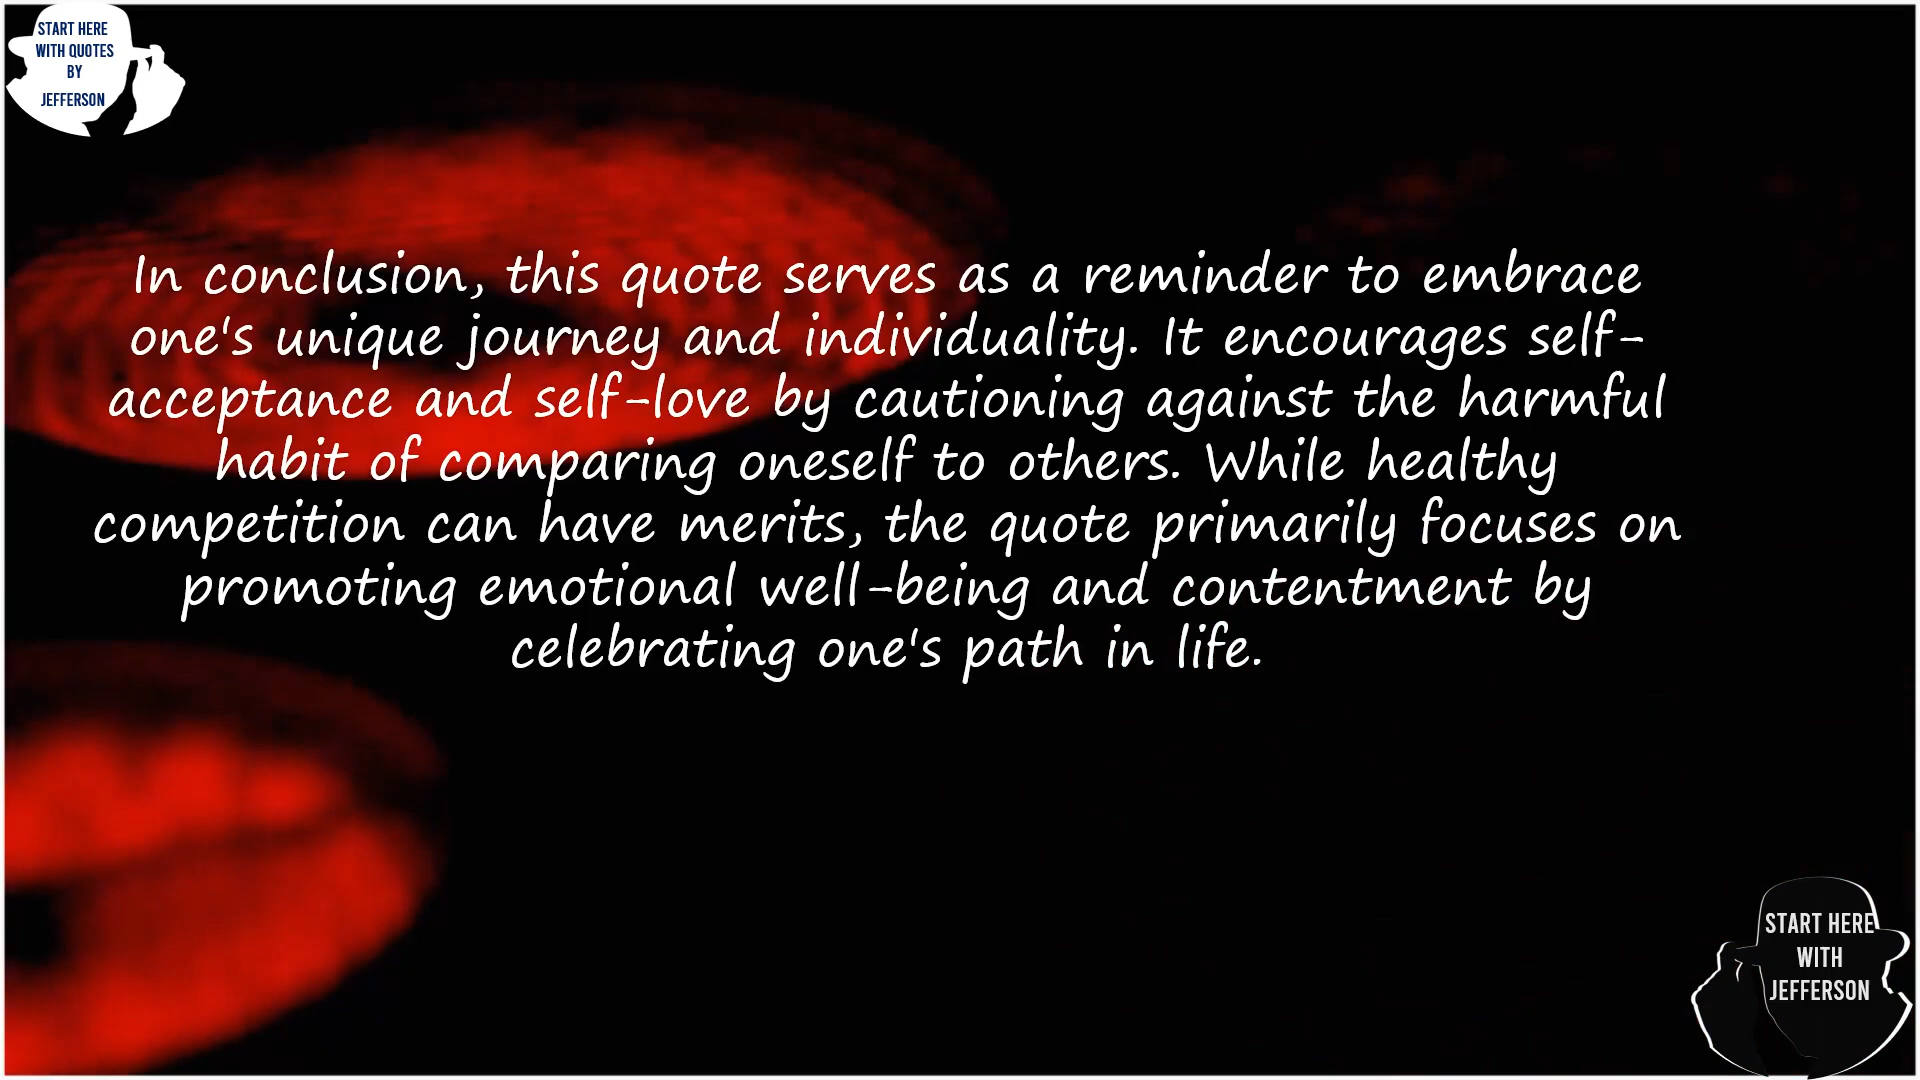 START HERE
WITH QUOTES
BY
JEFFERSON
In conclusion, this quote serves as a reminder to embrace
one's unique journey and individuality. It encourages self-
acceptance and self-love by cautioning against the harmful
habit of comparing oneself to others. While healthy
competition can have merits, the quote primarily focuses on
promoting emotional well-being and contentment by
celebrating one's path in life.
START HERE
WITH
JEFFERSON